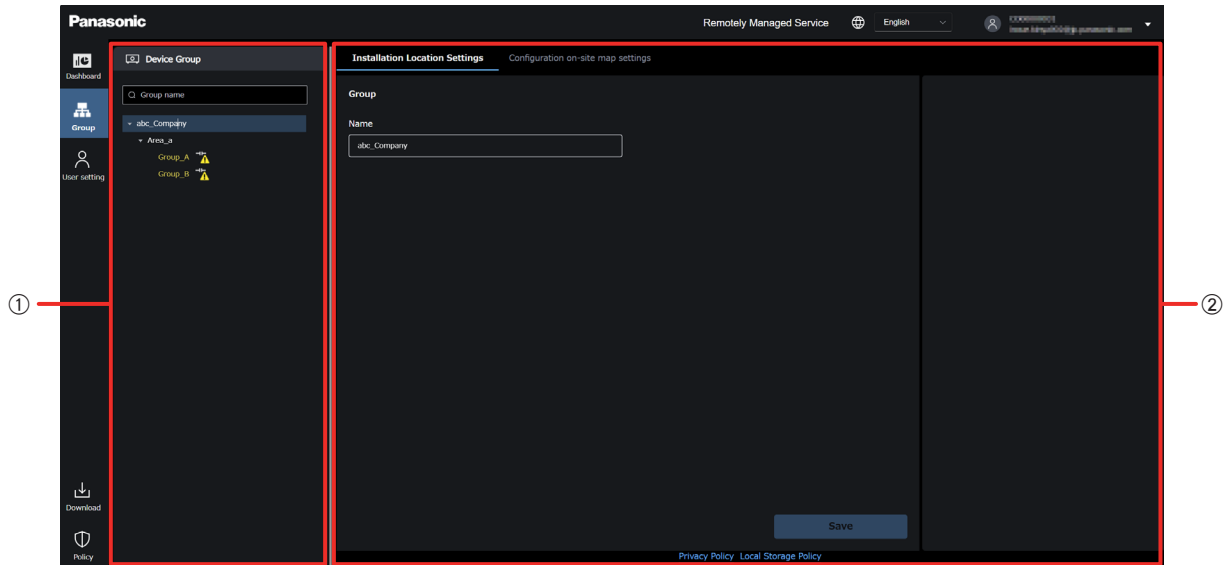 Panasonic
Remotely Managed Service
English
Dashboard
Group
User setting
Download
Policy
①
Device Group
Group name
abc_Company
Area_a
Group_A
Group_B
Installation Location Settings
Configuration on-site map settings
Group
Name
abc_Company
Save
Privacy Policy Local Storage Policy
②